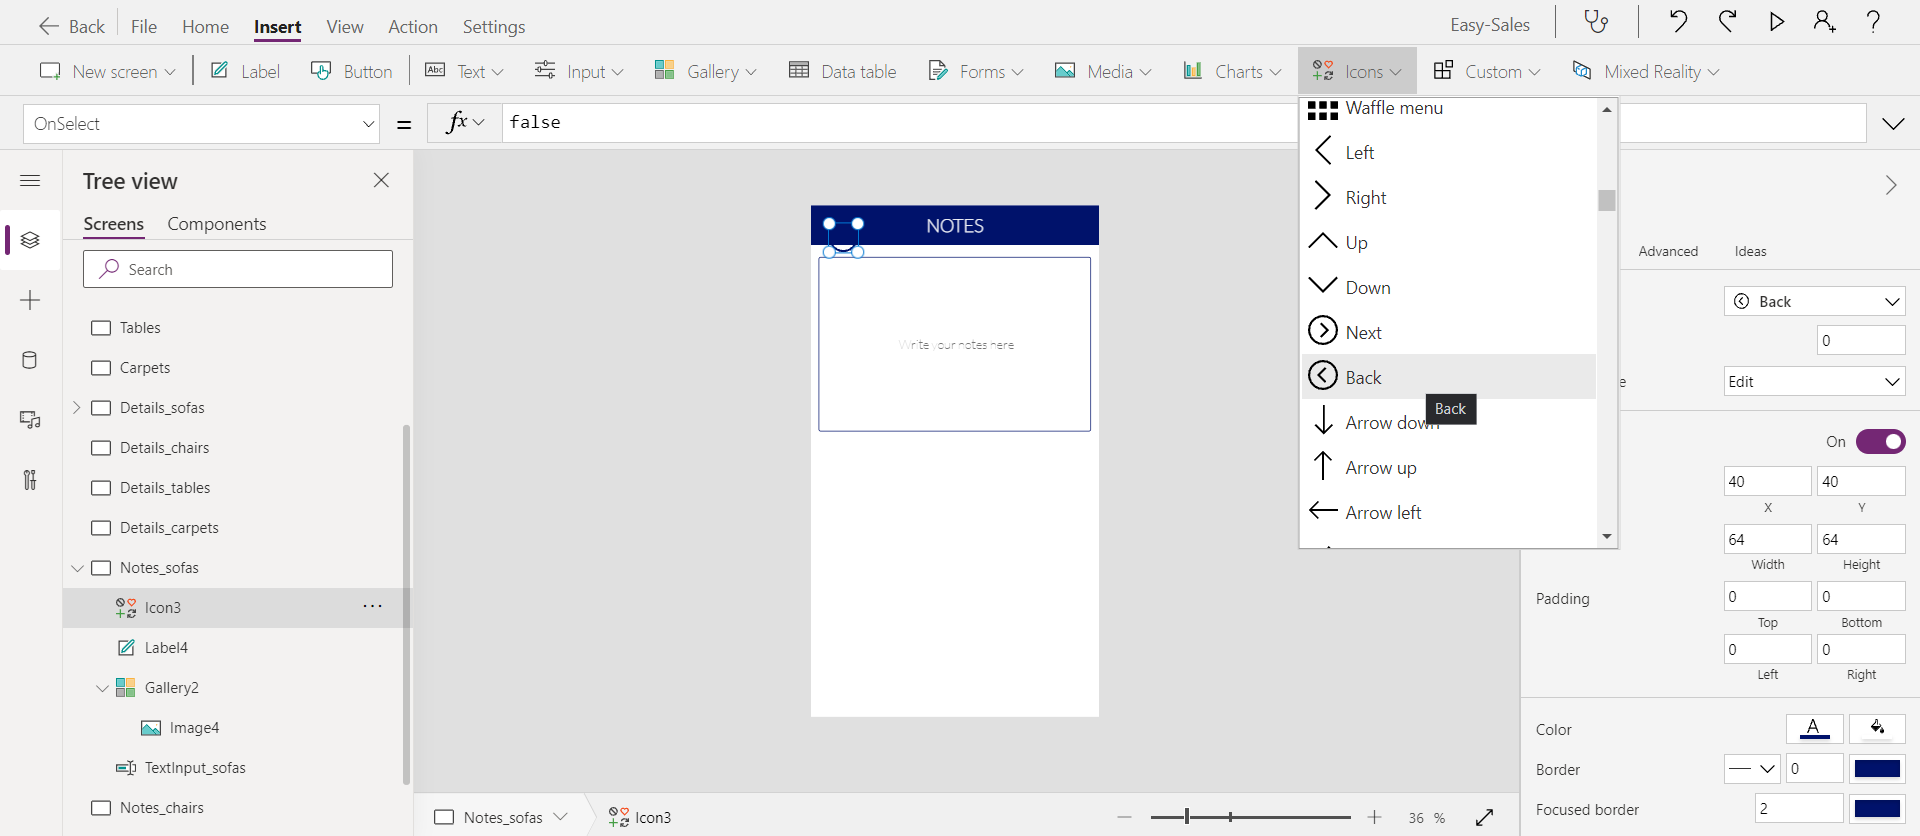 Back File Home Insert View Action Settings Easy-Sales
New screen Label Button Abc Text Input Gallery Data table Forms Media Charts Icons Custom Mixed Reality
OnSelect = fx false
Tree view
Screens Components
Search
Tables
Carpets
Details_sofas
Details_chairs
Details_tables
Details_carpets
Notes_sofas
Icon3 ...
Label4
Gallery2
Image4
TextInput_sofas
Notes_chairs
NOTES
Write your notes here
Notes_sofas Icon3
36 %
Waffle menu
Left
Right
Up
Down
Next
Back
Back
Arrow down
Arrow up
Arrow left
Advanced Ideas
Back
0
e Edit
On
40 40
X Y
64 64
Width Height
Padding 0 0
Top Bottom
0 0
Left Right
Color A
Border 0
Focused border 2